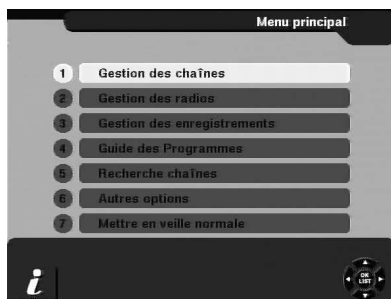 Menu principal
1 Gestion des chaînes
2 Gestion des radios
3 Gestion des enregistrements
4 Guide des Programmes
5 Recherche chaînes
6 Autres options
7 Mettre en veille normale
i
OK
LIST